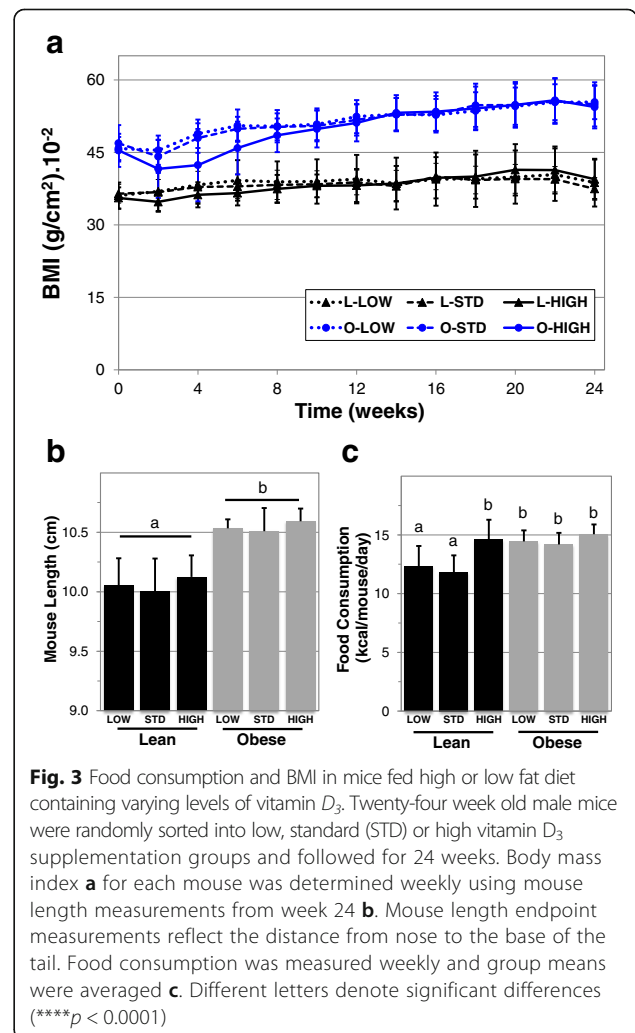 a
BMI (g/cm²).10⁻²
60
45
30
15
0
L-LOW L-STD L-HIGH
O-LOW O-STD O-HIGH
0 4 8 12 16 20 24
Time (weeks)
b
Mouse Length (cm)
10.5
10.0
9.5
9.0
a
b
LOW STD HIGH LOW STD HIGH
Lean Obese
c
Food Consumption
(kcal/mouse/day)
15
10
5
0
a a b b b b
LOW STD HIGH LOW STD HIGH
Lean Obese
Fig. 3 Food consumption and BMI in mice fed high or low fat diet
containing varying levels of vitamin D₃. Twenty-four week old male mice
were randomly sorted into low, standard (STD) or high vitamin D₃
supplementation groups and followed for 24 weeks. Body mass
index a for each mouse was determined weekly using mouse
length measurements from week 24 b. Mouse length endpoint
measurements reflect the distance from nose to the base of the
tail. Food consumption was measured weekly and group means
were averaged c. Different letters denote significant differences
(****p < 0.0001)